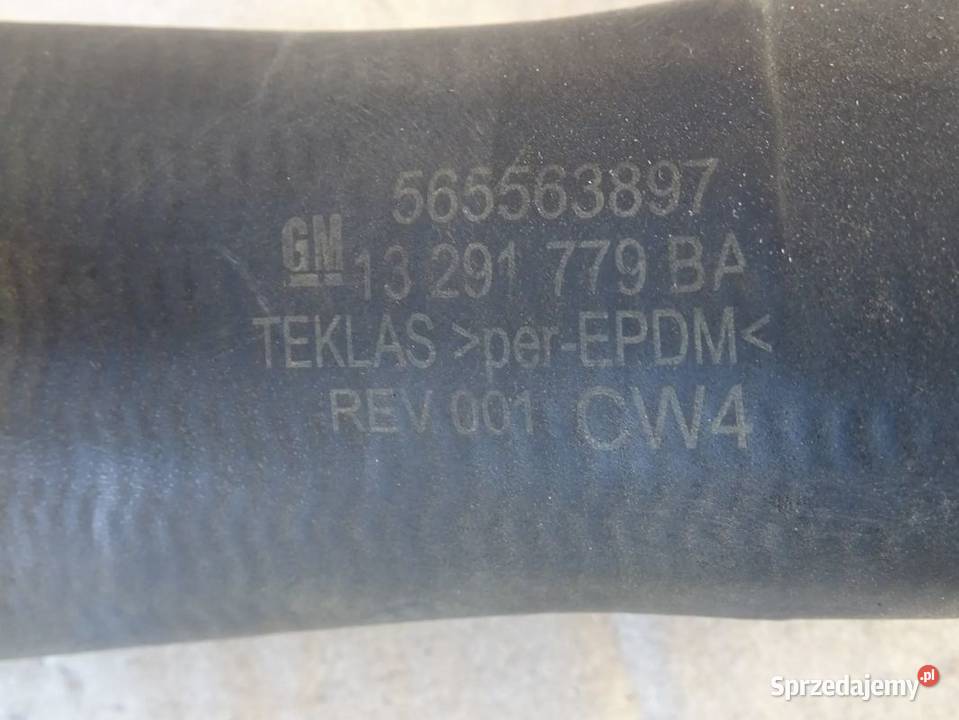 565563897
GM 13 291 779 BA
TEKLAS >per-EPDM<
REV 001 CW4
Sprzedajemy.pl